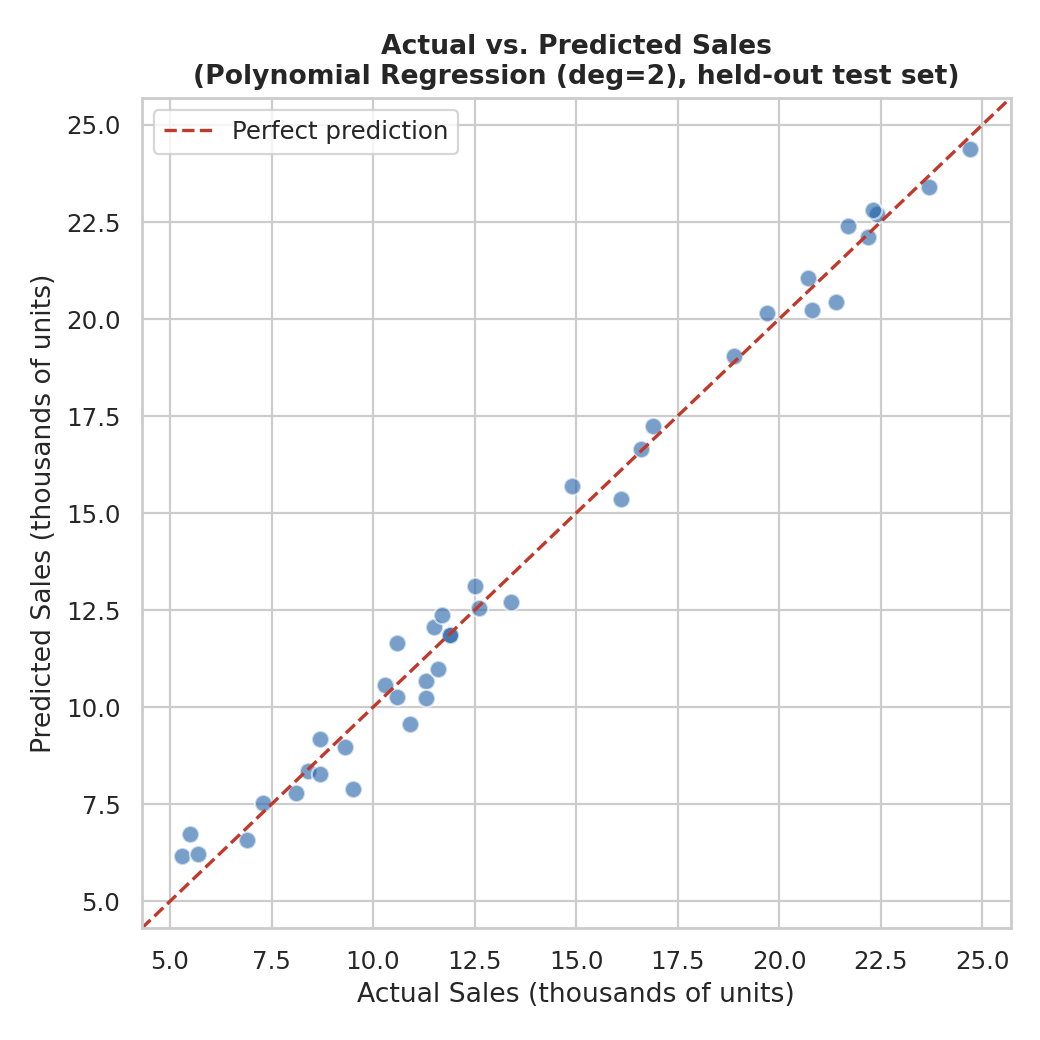 Actual vs. Predicted Sales
(Polynomial Regression (deg=2), held-out test set)
Perfect prediction
Predicted Sales (thousands of units)
25.0
22.5
20.0
17.5
15.0
12.5
10.0
7.5
5.0
5.0 7.5 10.0 12.5 15.0 17.5 20.0 22.5 25.0
Actual Sales (thousands of units)